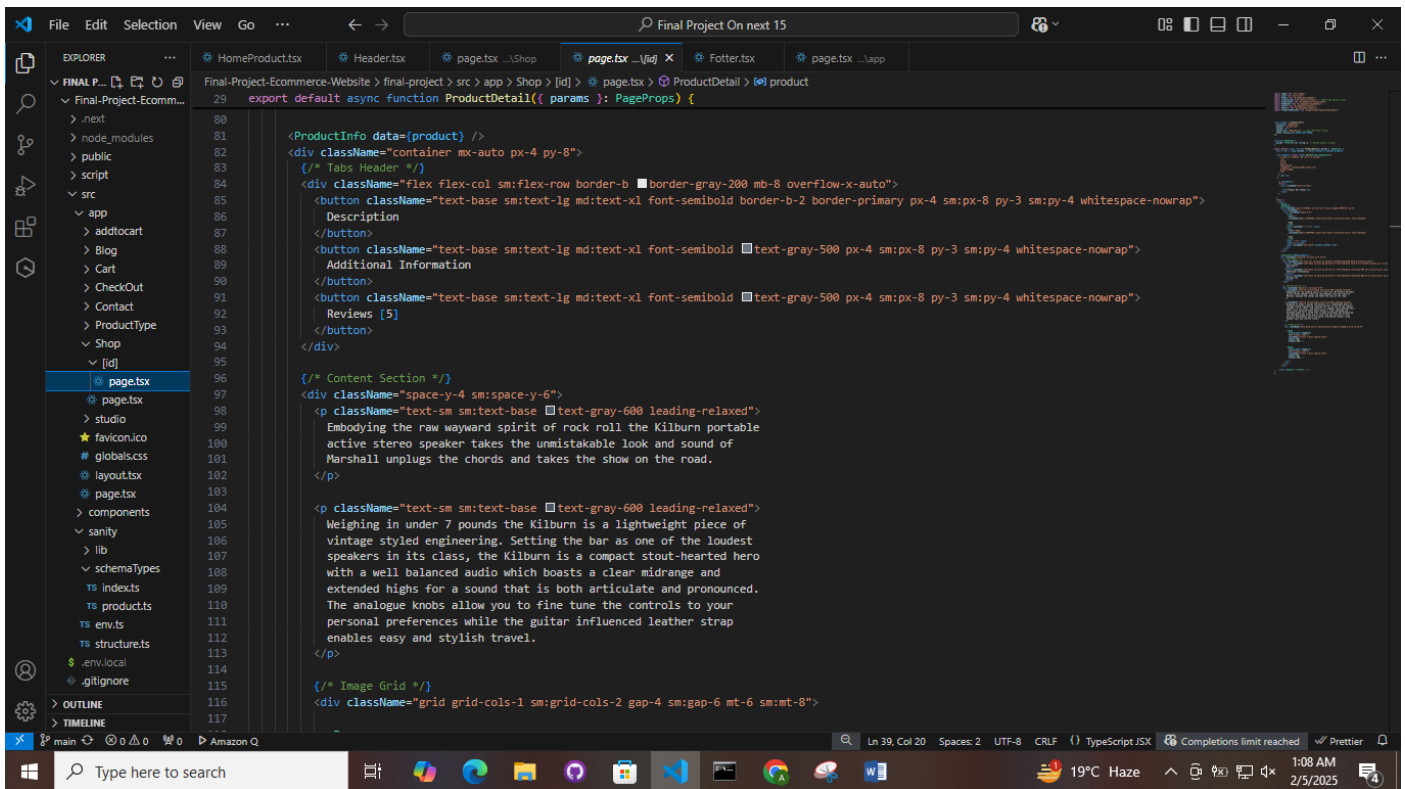 File Edit Selection View Go ··· Final Project On next 15
EXPLORER ···
FINAL P...
Final-Project-Ecomm...
.next
node_modules
public
script
src
app
addtocart
Blog
Cart
CheckOut
Contact
ProductType
Shop
[id]
page.tsx
page.tsx
studio
favicon.ico
# globals.css
layout.tsx
page.tsx
components
sanity
lib
schemaTypes
TS index.ts
TS product.ts
TS env.ts
TS structure.ts
$ .env.local
.gitignore
OUTLINE
TIMELINE
HomeProduct.tsx Header.tsx page.tsx ...\Shop page.tsx ...\[id] Fotter.tsx page.tsx ...\app
Final-Project-Ecommerce-Website > final-project > src > app > Shop > [id] > page.tsx > ProductDetail > product
29 export default async function ProductDetail({ params }: PageProps) {
80
81 <ProductInfo data={product} />
82 <div className="container mx-auto px-4 py-8">
83 {/* Tabs Header */}
84 <div className="flex flex-col sm:flex-row border-b border-gray-200 mb-8 overflow-x-auto">
85 <button className="text-base sm:text-lg md:text-xl font-semibold border-b-2 border-primary px-4 sm:px-8 py-3 sm:py-4 whitespace-nowrap">
86 Description
87 </button>
88 <button className="text-base sm:text-lg md:text-xl font-semibold text-gray-500 px-4 sm:px-8 py-3 sm:py-4 whitespace-nowrap">
89 Additional Information
90 </button>
91 <button className="text-base sm:text-lg md:text-xl font-semibold text-gray-500 px-4 sm:px-8 py-3 sm:py-4 whitespace-nowrap">
92 Reviews [5]
93 </button>
94 </div>
95
96 {/* Content Section */}
97 <div className="space-y-4 sm:space-y-6">
98 <p className="text-sm sm:text-base text-gray-600 leading-relaxed">
99 Embodying the raw wayward spirit of rock roll the Kilburn portable
100 active stereo speaker takes the unmistakable look and sound of
101 Marshall unplugs the chords and takes the show on the road.
102 </p>
103
104 <p className="text-sm sm:text-base text-gray-600 leading-relaxed">
105 Weighing in under 7 pounds the Kilburn is a lightweight piece of
106 vintage styled engineering. Setting the bar as one of the loudest
107 speakers in its class, the Kilburn is a compact stout-hearted hero
108 with a well balanced audio which boasts a clear midrange and
109 extended highs for a sound that is both articulate and pronounced.
110 The analogue knobs allow you to fine tune the controls to your
111 personal preferences while the guitar influenced leather strap
112 enables easy and stylish travel.
113 </p>
114
115 {/* Image Grid */}
116 <div className="grid grid-cols-1 sm:grid-cols-2 gap-4 sm:gap-6 mt-6 sm:mt-8">
117
main 0 0 0 Amazon Q Ln 39, Col 20 Spaces: 2 UTF-8 CRLF {} TypeScript JSX Completions limit reached Prettier
Type here to search 1 19°C Haze 1:08 AM
2/5/2025 4